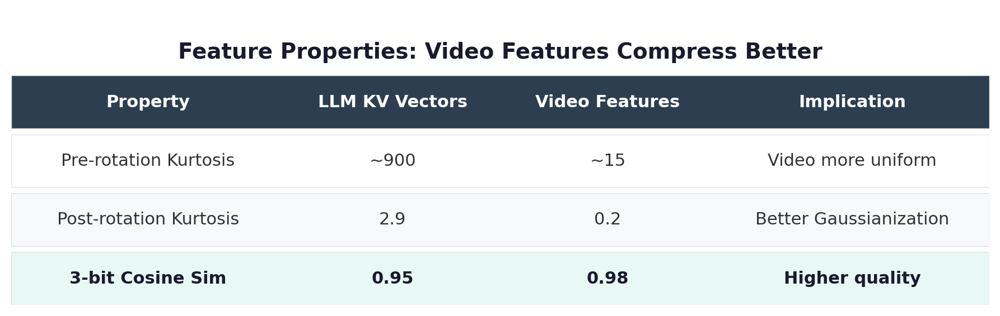 Feature Properties: Video Features Compress Better
Property LLM KV Vectors Video Features Implication
Pre-rotation Kurtosis ~900 ~15 Video more uniform
Post-rotation Kurtosis 2.9 0.2 Better Gaussianization
3-bit Cosine Sim 0.95 0.98 Higher quality